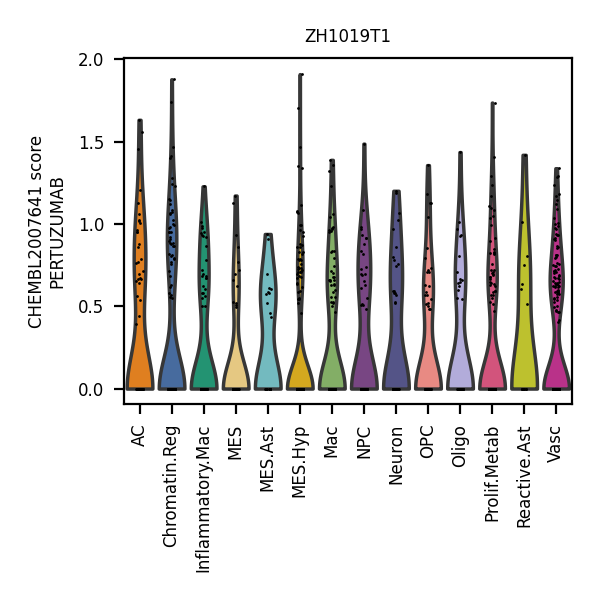 ZH1019T1
CHEMBL2007641 score
PERTUZUMAB
2.0
1.5
1.0
0.5
0.0
AC
Chromatin.Reg
Inflammatory.Mac
MES
MES.Ast
MES.Hyp
Mac
NPC
Neuron
OPC
Oligo
Prolif.Metab
Reactive.Ast
Vasc